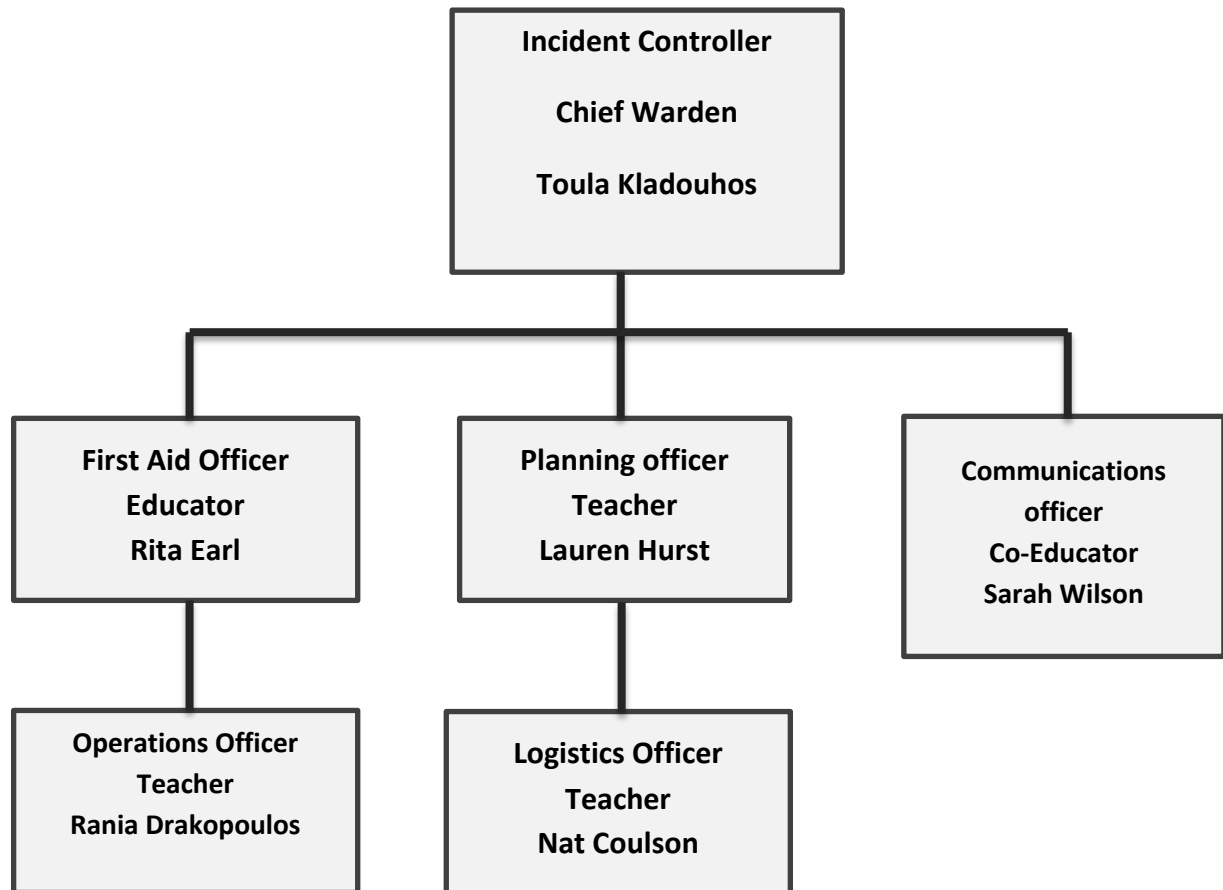 Incident Controller
Chief Warden
Toula Kladouhos
First Aid Officer
Educator
Rita Earl
Planning officer
Teacher
Lauren Hurst
Communications
officer
Co-Educator
Sarah Wilson
Operations Officer
Teacher
Rania Drakopoulos
Logistics Officer
Teacher
Nat Coulson